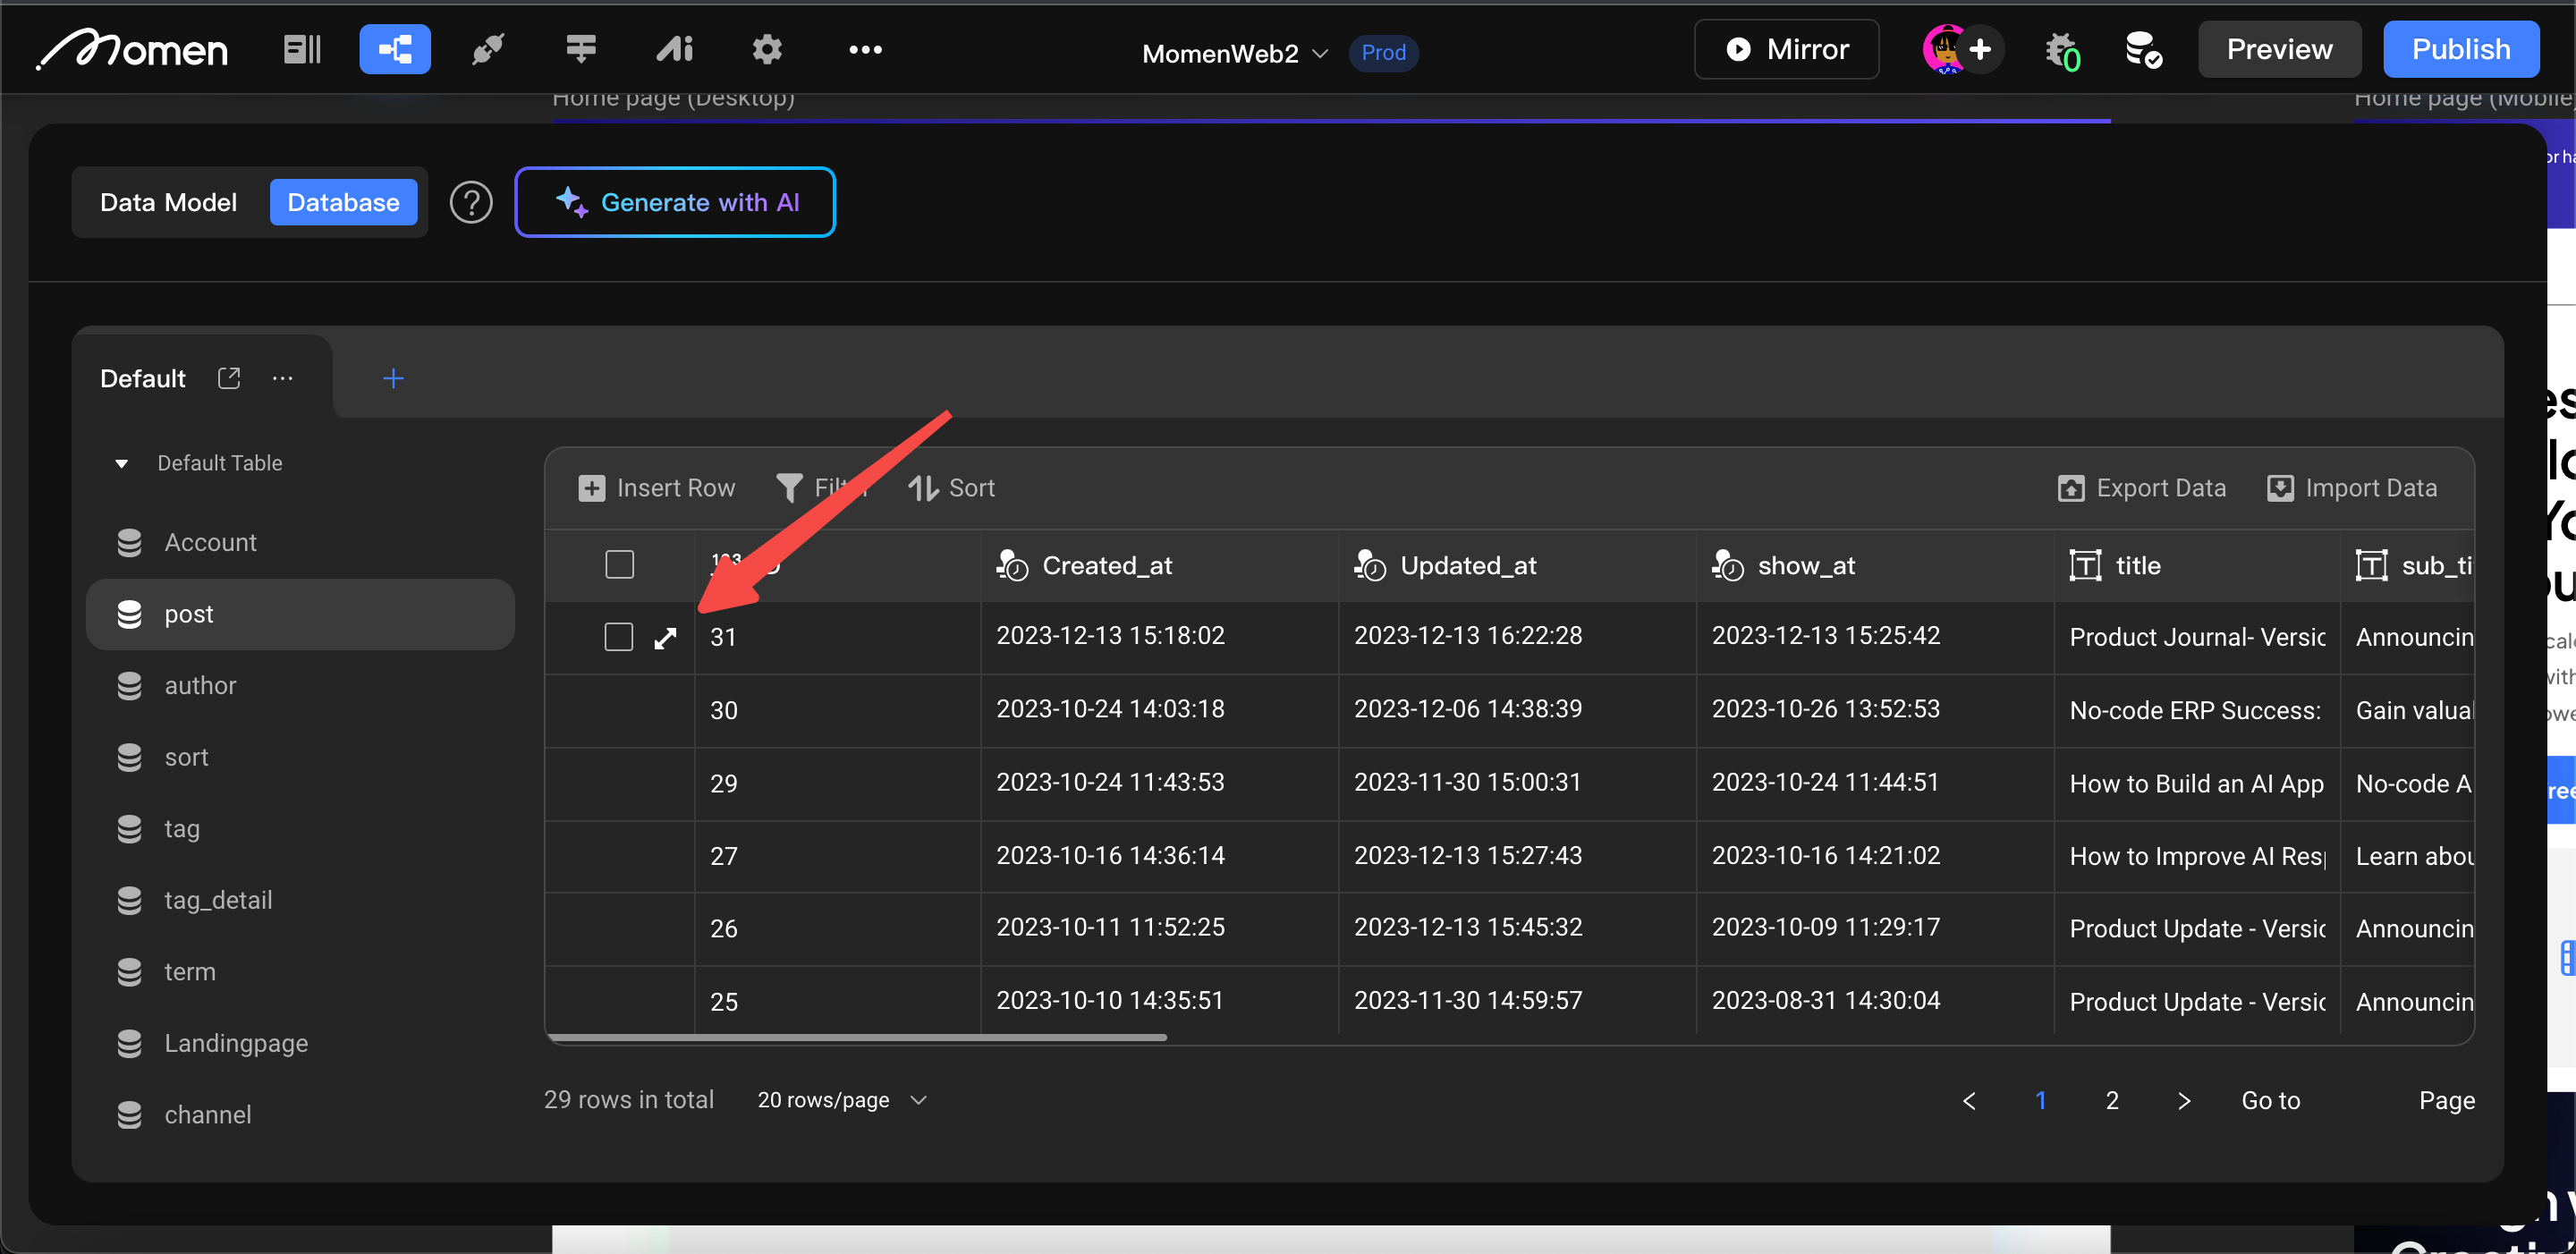 Momen
MomenWeb2 Prod Mirror 0 Preview Publish
Home page (Desktop)
Data Model Database ? Generate with AI
Default
Default Table
Account
post
author
sort
tag
tag_detail
term
Landingpage
channel
Insert Row Sort Export Data Import Data
Created_at Updated_at show_at title sub_ti
31 2023-12-13 15:18:02 2023-12-13 16:22:28 2023-12-13 15:25:42 Product Journal- Versic Announcin
30 2023-10-24 14:03:18 2023-12-06 14:38:39 2023-10-26 13:52:53 No-code ERP Success: Gain valua
29 2023-10-24 11:43:53 2023-11-30 15:00:31 2023-10-24 11:44:51 How to Build an AI App No-code A
27 2023-10-16 14:36:14 2023-12-13 15:27:43 2023-10-16 14:21:02 How to Improve AI Res Learn abou
26 2023-10-11 11:52:25 2023-12-13 15:45:32 2023-10-09 11:29:17 Product Update - Versic Announcin
25 2023-10-10 14:35:51 2023-11-30 14:59:57 2023-08-31 14:30:04 Product Update - Versic Announcin
29 rows in total 20 rows/page < 1 2 > Go to Page